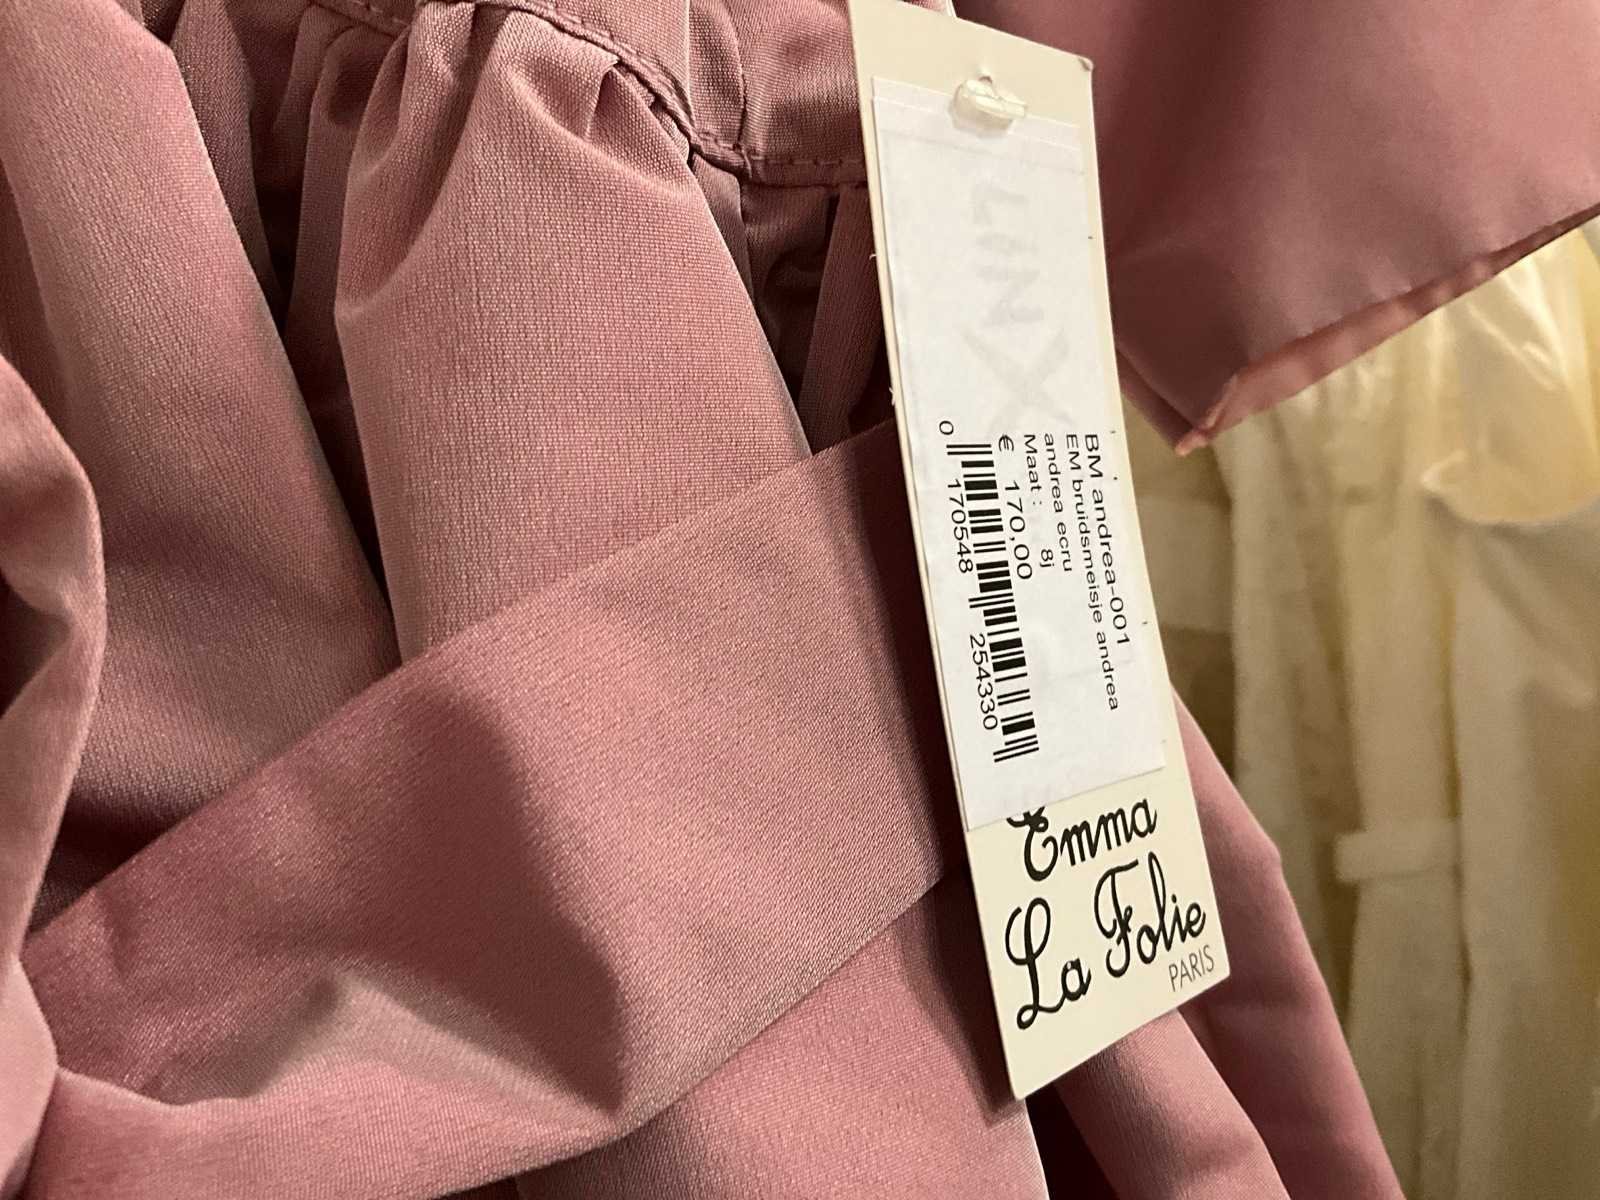 LINX
BM andrea-001
EM bruidsmeisje andrea
andrea ecru
Maat : 8j
€ 170,00
0 170548 254330
Emma
La Folie
PARIS